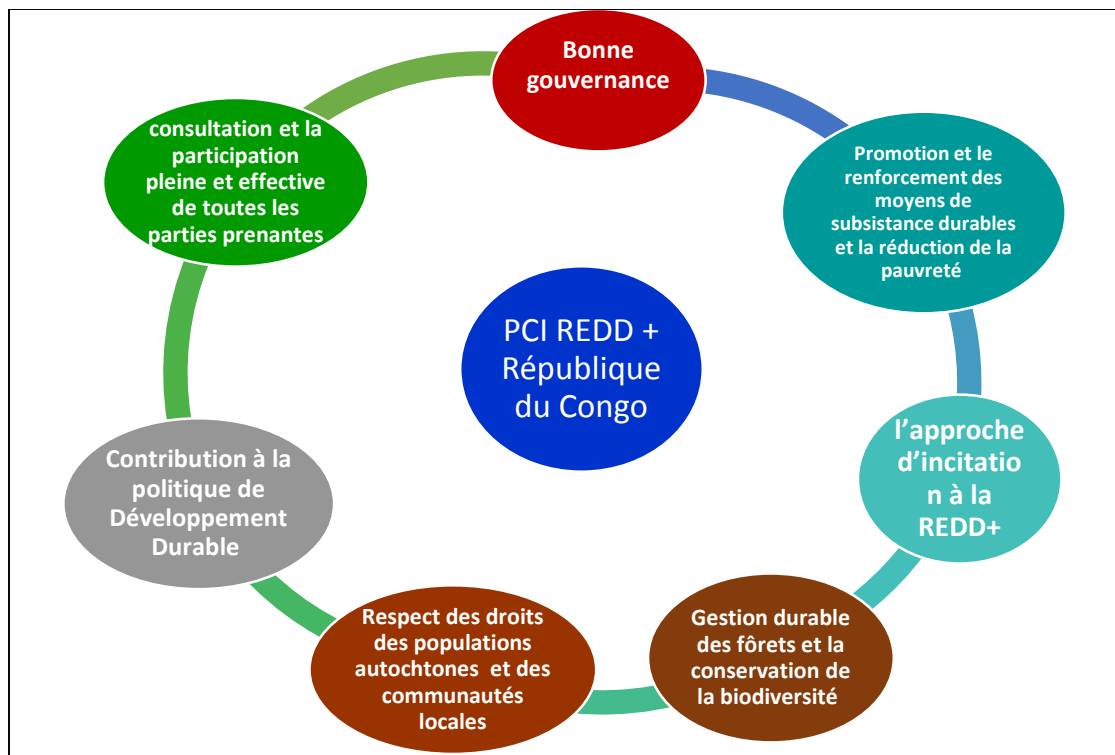 Bonne
gouvernance
Promotion et le
renforcement des
moyens de
subsistance durables
et la réduction de la
pauvreté
l'approche
d'incitatio
n à la
REDD+
Gestion durable
des fôrets et la
conservation de
la biodiversité
Respect des droits
des populations
autochtones et des
communautés
locales
Contribution à la
politique de
Développement
Durable
consultation et la
participation
pleine et effective
de toutes les
parties prenantes
PCI REDD +
République
du Congo